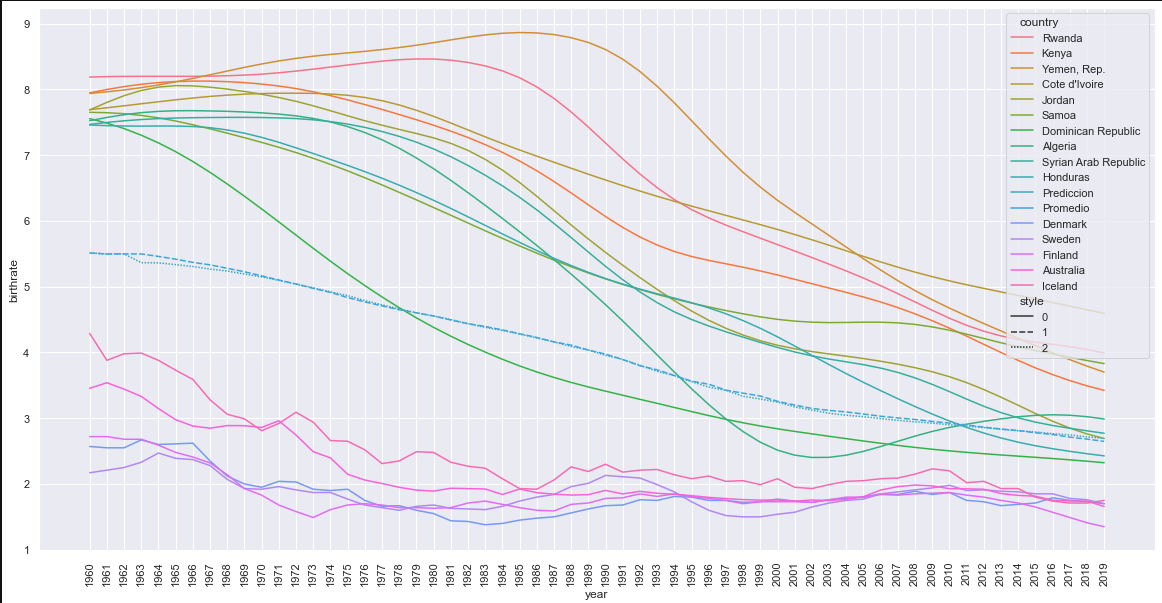 9
8
7
6
5
4
3
2
1
birthrate
1960 1961 1962 1963 1964 1965 1966 1967 1968 1969 1970 1971 1972 1973 1974 1975 1976 1977 1978 1979 1980 1981 1982 1983 1984 1985 1986 1987 1988 1989 1990 1991 1992 1993 1994 1995 1996 1997 1998 1999 2000 2001 2002 2003 2004 2005 2006 2007 2008 2009 2010 2011 2012 2013 2014 2015 2016 2017 2018 2019
year
country
Rwanda
Kenya
Yemen, Rep.
Cote d'Ivoire
Jordan
Samoa
Dominican Republic
Algeria
Syrian Arab Republic
Honduras
Prediccion
Promedio
Denmark
Sweden
Finland
Australia
Iceland
style
0
1
2